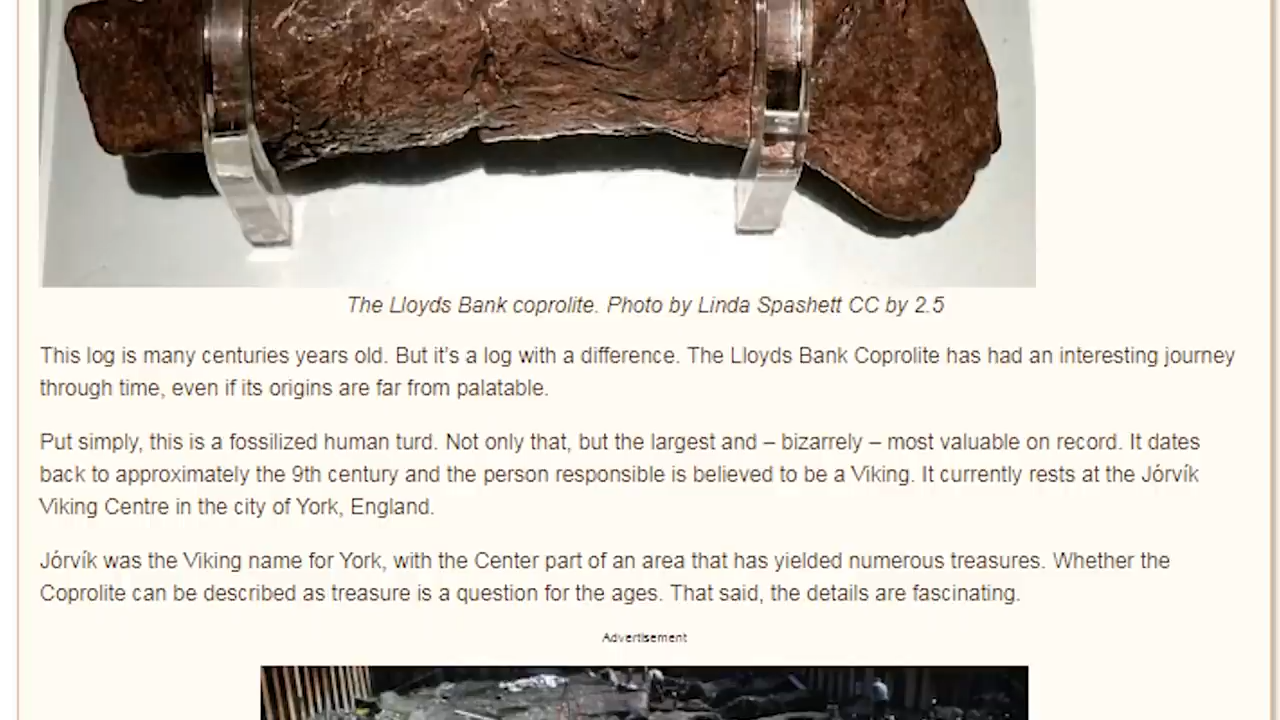 The Lloyds Bank coprolite. Photo by Linda Spashett CC by 2.5
This log is many centuries years old. But it's a log with a difference. The Lloyds Bank Coprolite has had an interesting journey
through time, even if its origins are far from palatable.
Put simply, this is a fossilized human turd. Not only that, but the largest and – bizarrely – most valuable on record. It dates
back to approximately the 9th century and the person responsible is believed to be a Viking. It currently rests at the Jórvík
Viking Centre in the city of York, England.
Jórvík was the Viking name for York, with the Center part of an area that has yielded numerous treasures. Whether the
Coprolite can be described as treasure is a question for the ages. That said, the details are fascinating.
Advertisement